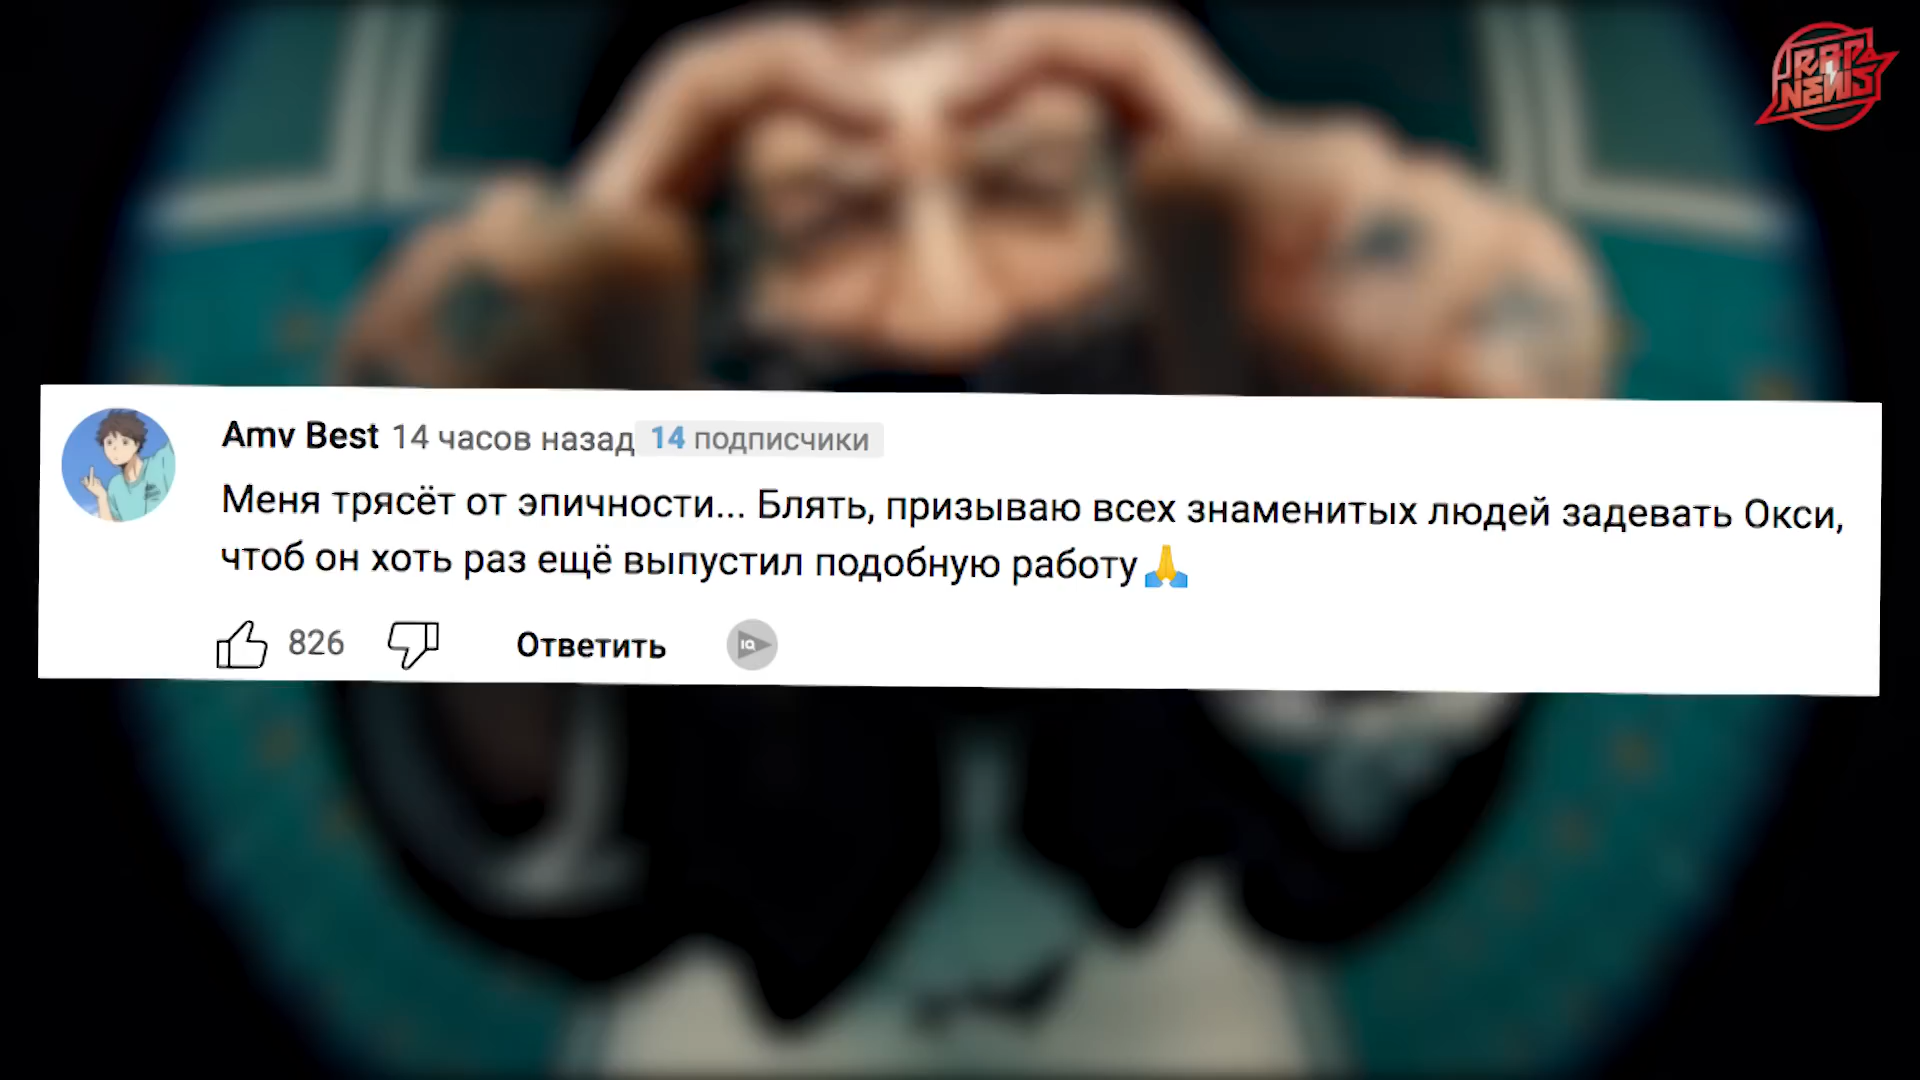 RAP
NEWS
Amv Best 14 часов назад 14 подписчики
Меня трясёт от эпичности... Блять, призываю всех знаменитых людей задевать Окси,
чтоб он хоть раз ещё выпустил подобную работу🙏
826 Ответить IQ